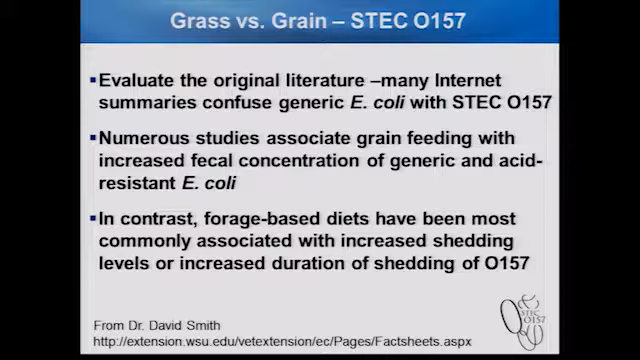 Grass vs. Grain – STEC O157
▪Evaluate the original literature –many Internet
summaries confuse generic E. coli with STEC O157
▪Numerous studies associate grain feeding with
increased fecal concentration of generic and acid-
resistant E. coli
▪In contrast, forage-based diets have been most
commonly associated with increased shedding
levels or increased duration of shedding of O157
From Dr. David Smith
http://extension.wsu.edu/vetextension/ec/Pages/Factsheets.aspx
STEC
O157